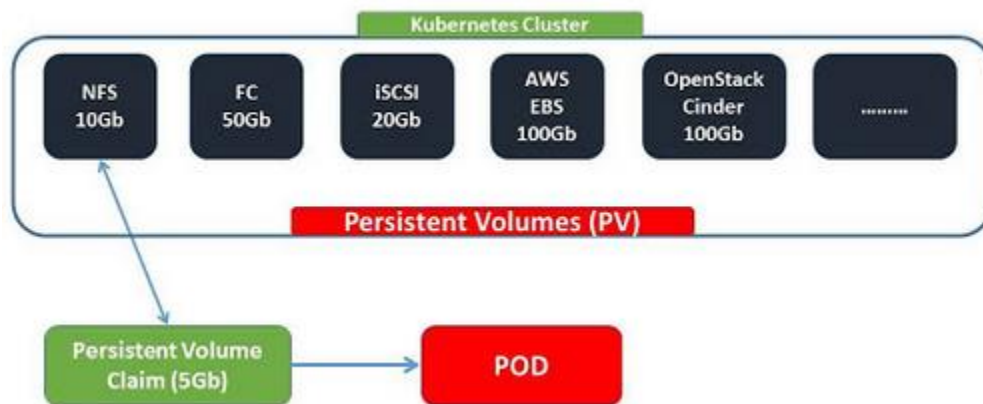 Kubernetes Cluster
NFS
10Gb
FC
50Gb
iSCSI
20Gb
AWS
EBS
100Gb
OpenStack
Cinder
100Gb
.........
Persistent Volumes (PV)
Persistent Volume
Claim (5Gb)
POD